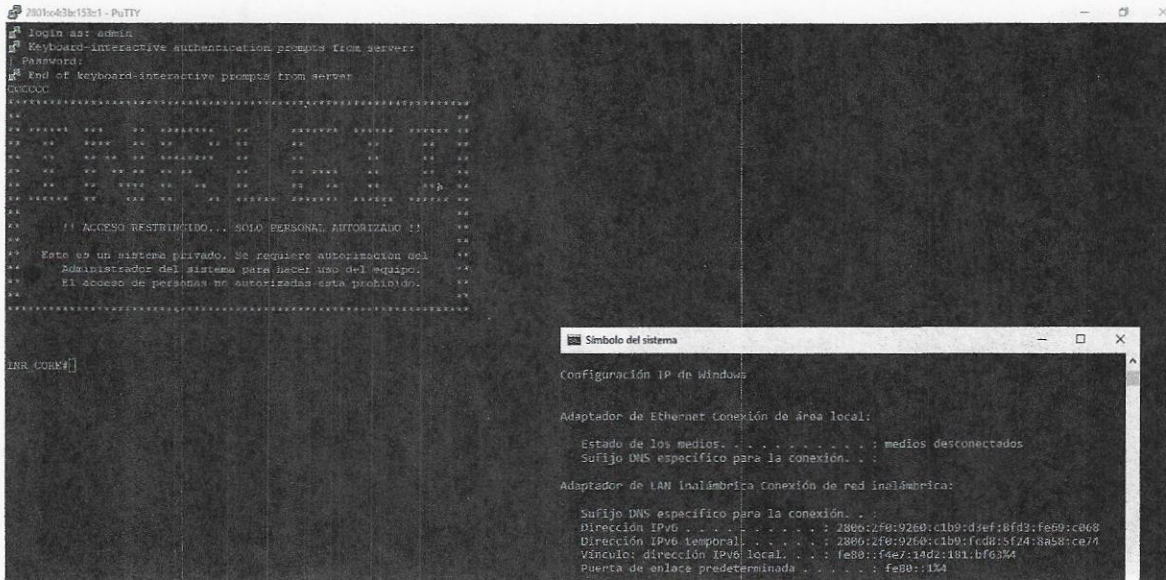 2801:c4:3b:153::1 - PuTTY
login as: admin
Keyboard-interactive authentication prompts from server:
| Password:
End of keyboard-interactive prompts from server
CCCCCC
!! ACCESO RESTRINGIDO... SOLO PERSONAL AUTORIZADO !!
Este es un sistema privado. Se requiere autorizacion del
Administrador del sistema para hacer uso del equipo.
El acceso de personas no autorizadas esta prohibido.
INR_CORE#
Símbolo del sistema
Configuración IP de Windows
Adaptador de Ethernet Conexión de área local:
Estado de los medios. . . . . . . . . . . : medios desconectados
Sufijo DNS específico para la conexión. . :
Adaptador de LAN inalámbrica Conexión de red inalámbrica:
Sufijo DNS específico para la conexión. . :
Dirección IPv6 . . . . . . . . . . : 2806:2f0:9260:c1b9:d3ef:8fd3:fe69:c068
Dirección IPv6 temporal. . . . . . : 2806:2f0:9260:c1b9:fcd8:5f24:8a58:ce74
Vínculo: dirección IPv6 local. . . : fe80::f4e7:14d2:181:bf63%4
Puerta de enlace predeterminada . . . . . : fe80::1%4